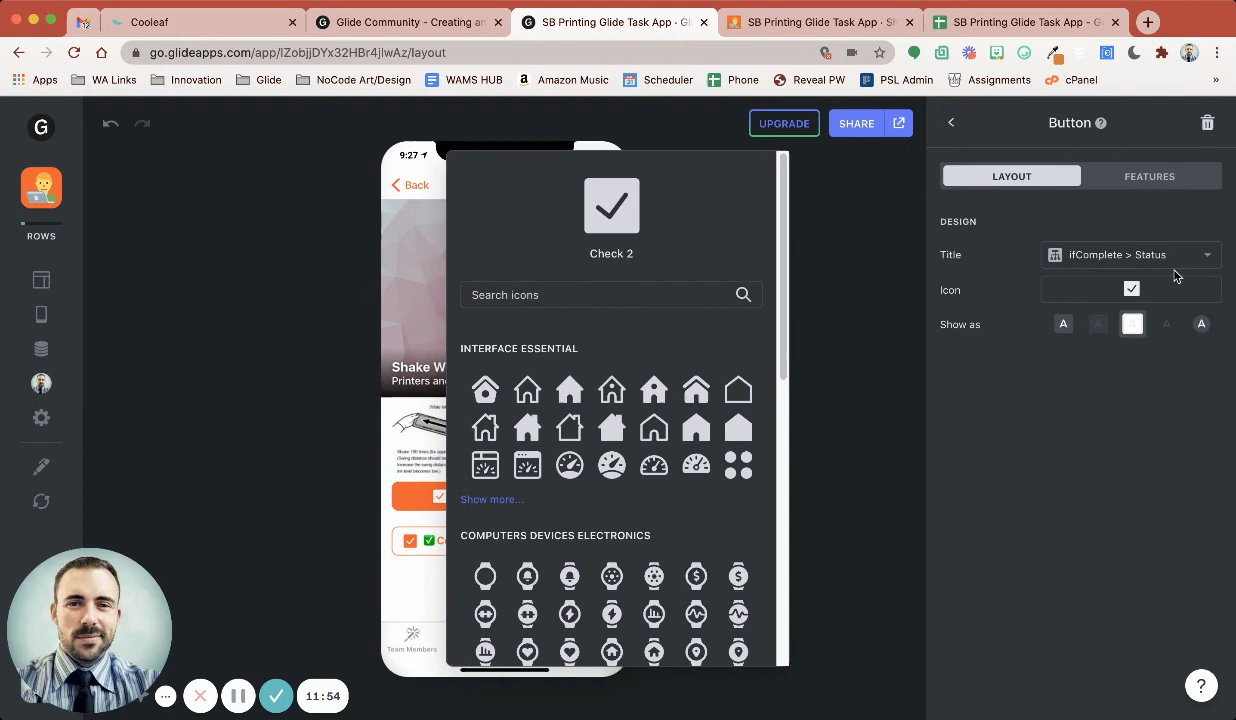 Cooleaf
Glide Community - Creating an
SB Printing Glide Task App - Gl
SB Printing Glide Task App - Sh
SB Printing Glide Task App - Go
go.glideapps.com/app/IZobjjDYx32HBr4jlwAz/layout
Apps
WA Links
Innovation
Glide
NoCode Art/Design
WAMS HUB
Amazon Music
Scheduler
Phone
Reveal PW
PSL Admin
Assignments
cPanel
»
G
ROWS
UPGRADE
SHARE
9:27
Back
Shake W
Printers an
Team Members
Check 2
Search icons
INTERFACE ESSENTIAL
Show more...
COMPUTERS DEVICES ELECTRONICS
Button
LAYOUT
FEATURES
DESIGN
Title
ifComplete > Status
Icon
Show as
A
A
11:54
?